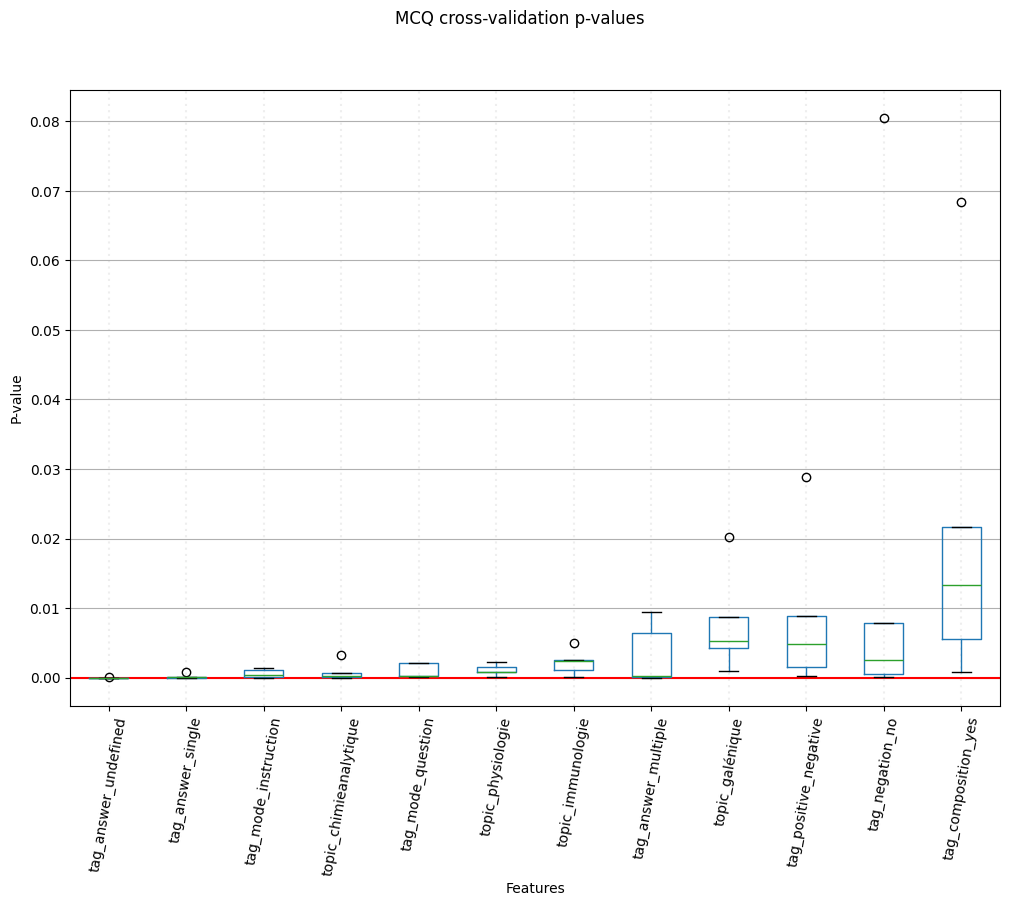 MCQ cross-validation p-values
0.08
0.07
0.06
0.05
0.04
0.03
0.02
0.01
0.00
P-value
tag_answer_undefined
tag_answer_single
tag_mode_instruction
topic_chimieanalytique
tag_mode_question
topic_physiologie
topic_immunologie
tag_answer_multiple
topic_galénique
tag_positive_negative
tag_negation_no
tag_composition_yes
Features